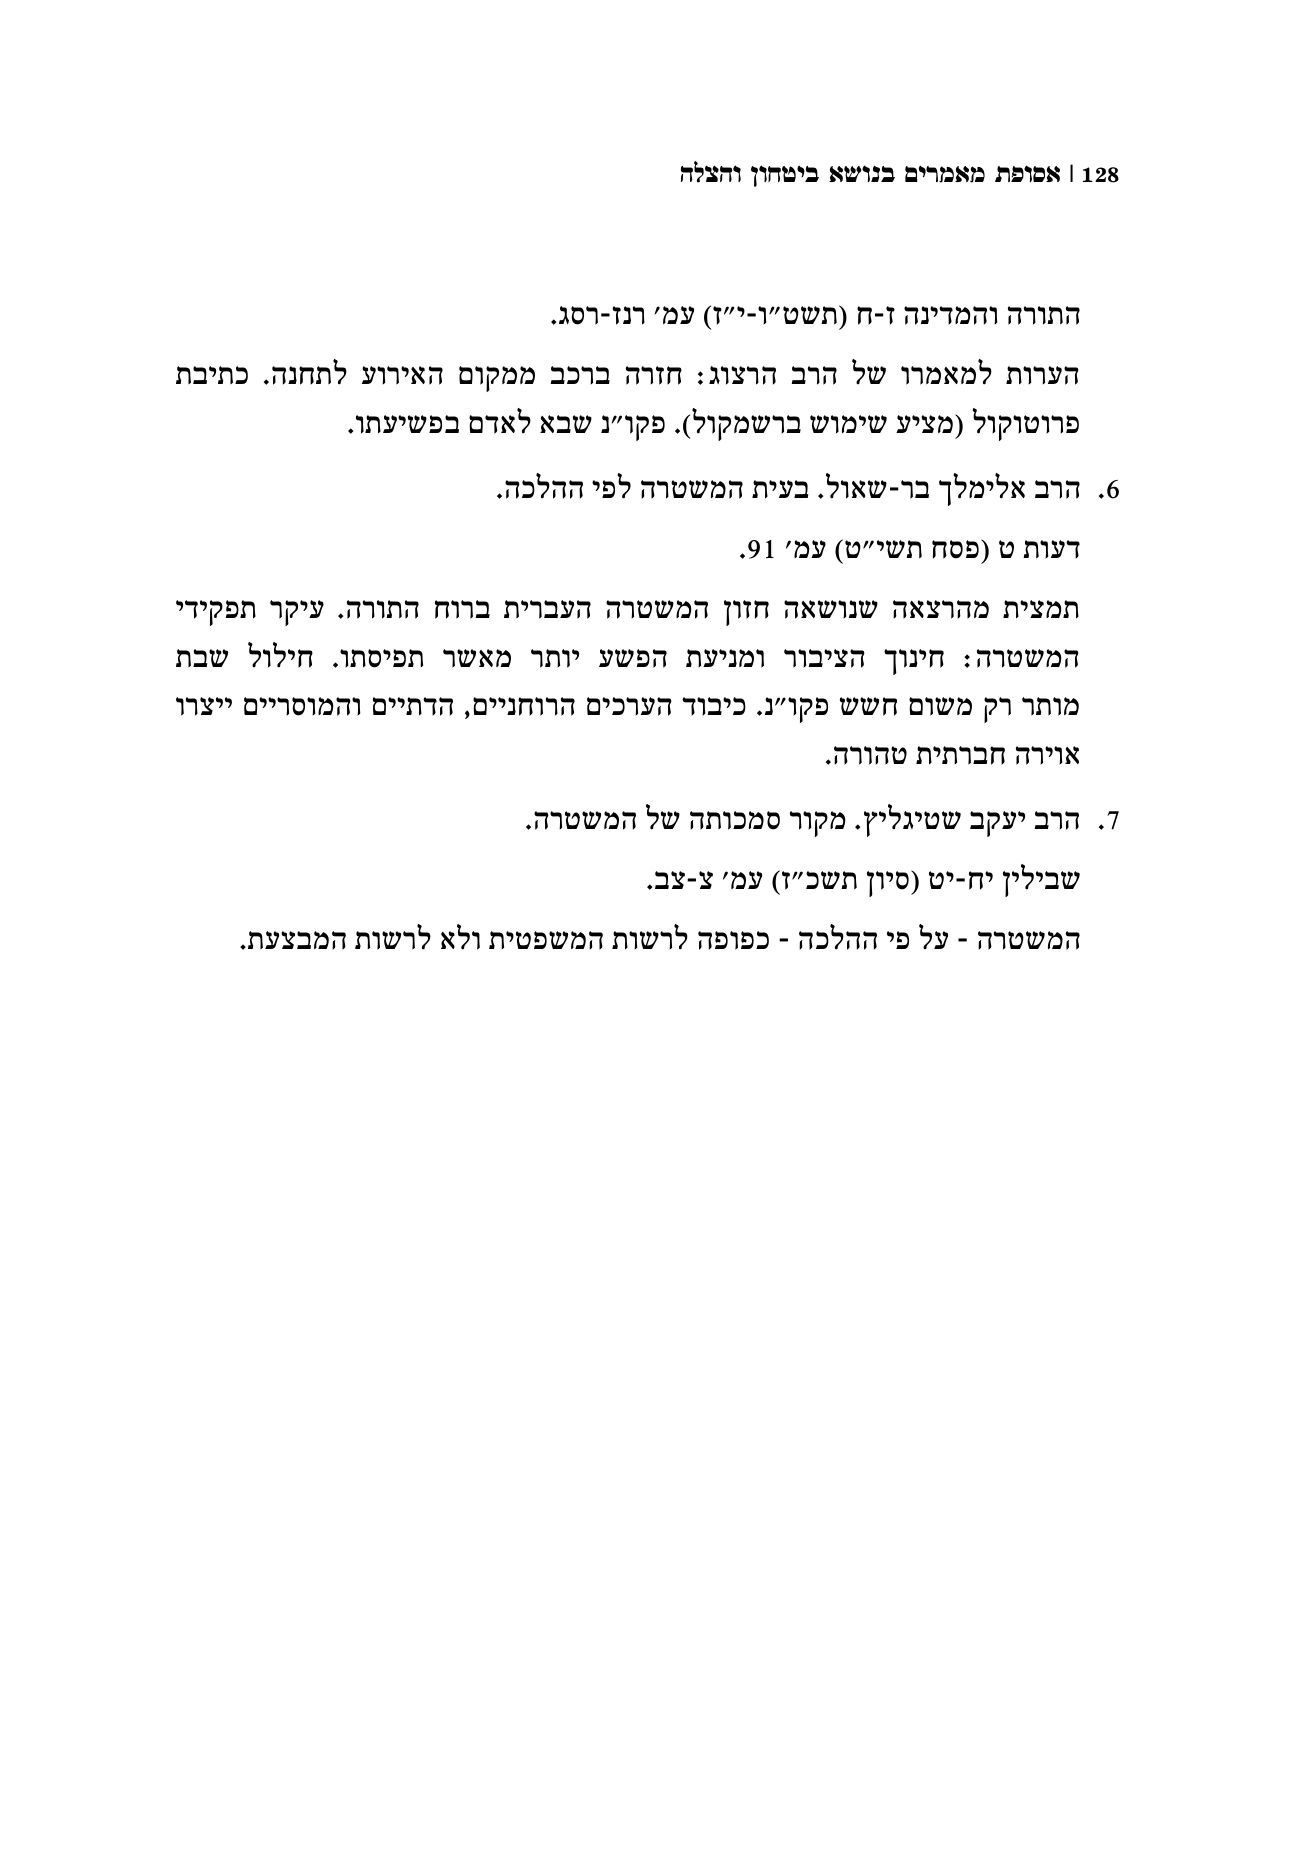 128 | אסופת מאמרים בנושא ביטחון והצלה
התורה והמדינה ז-ח (תשט״ו-י״ז) עמ׳ רנז-רסג.
הערות למאמרו של הרב הרצוג: חזרה ברכב ממקום האירוע לתחנה. כתיבת
פרוטוקול (מציע שימוש ברשמקול). פקו״נ שבא לאדם בפשיעתו.
6. הרב אלימלך בר-שאול. בעית המשטרה לפי ההלכה.
דעות ט (פסח תשי״ט) עמ׳ 91.
תמצית מהרצאה שנושאה חזון המשטרה העברית ברוח התורה. עיקר תפקידי
המשטרה: חינוך הציבור ומניעת הפשע יותר מאשר תפיסתו. חילול שבת
מותר רק משום חשש פקו״נ. כיבוד הערכים הרוחניים, הדתיים והמוסריים ייצרו
אוירה חברתית טהורה.
7. הרב יעקב שטיגליץ. מקור סמכותה של המשטרה.
שבילין יח-יט (סיון תשכ״ז) עמ׳ צ-צב.
המשטרה - על פי ההלכה - כפופה לרשות המשפטית ולא לרשות המבצעת.